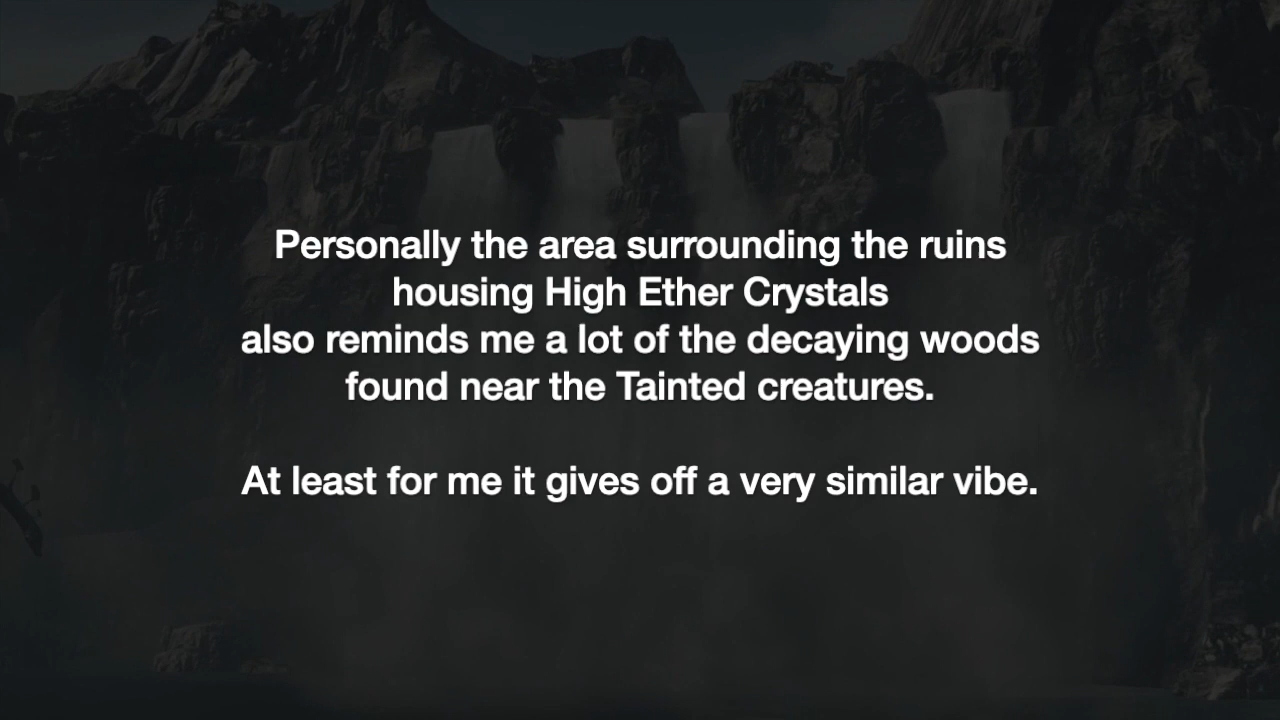 Personally the area surrounding the ruins
housing High Ether Crystals
also reminds me a lot of the decaying woods
found near the Tainted creatures.
At least for me it gives off a very similar vibe.